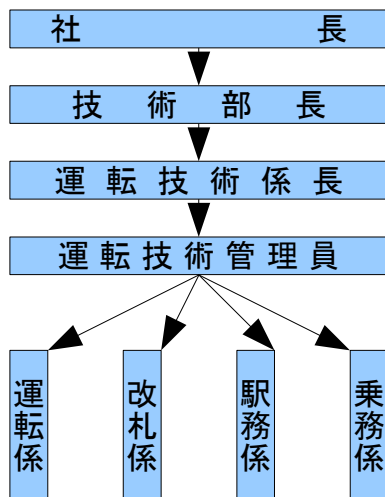 社長
技術部長
運転技術係長
運転技術管理員
運転係
改札係
駅務係
乗務係